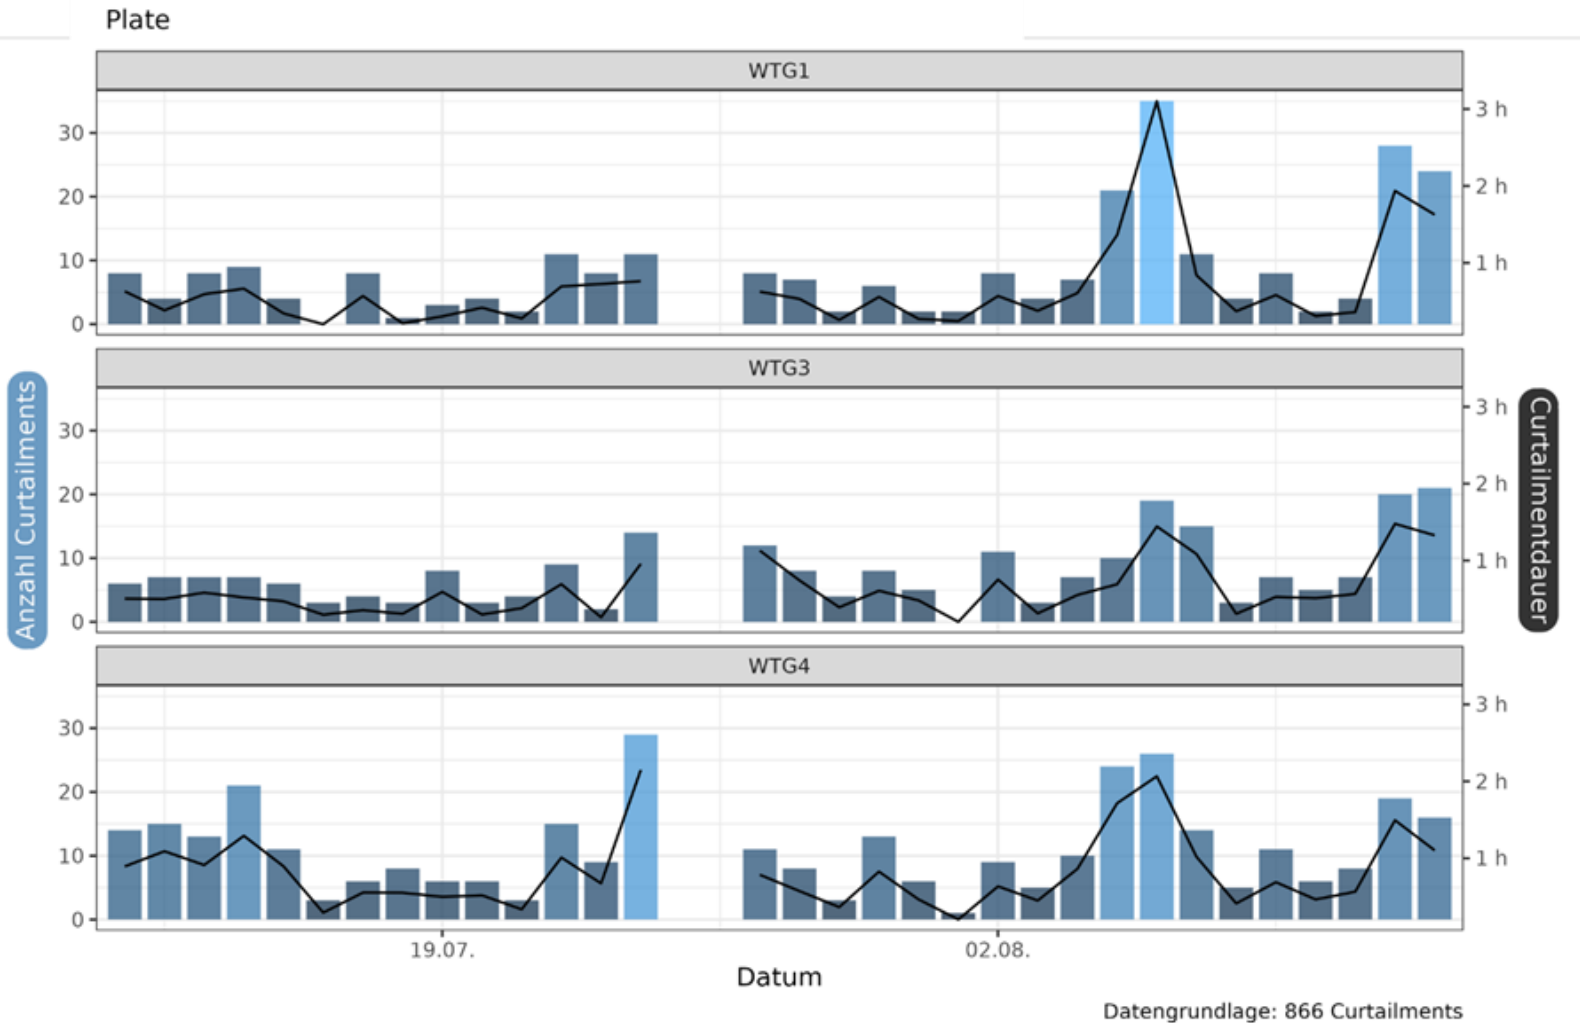 Plate
WTG1
30
20
10
0
3 h
2 h
1 h
WTG3
30
20
10
0
3 h
2 h
1 h
WTG4
30
20
10
0
3 h
2 h
1 h
Anzahl Curtailments
Curtailmentdauer
19.07.
02.08.
Datum
Datengrundlage: 866 Curtailments